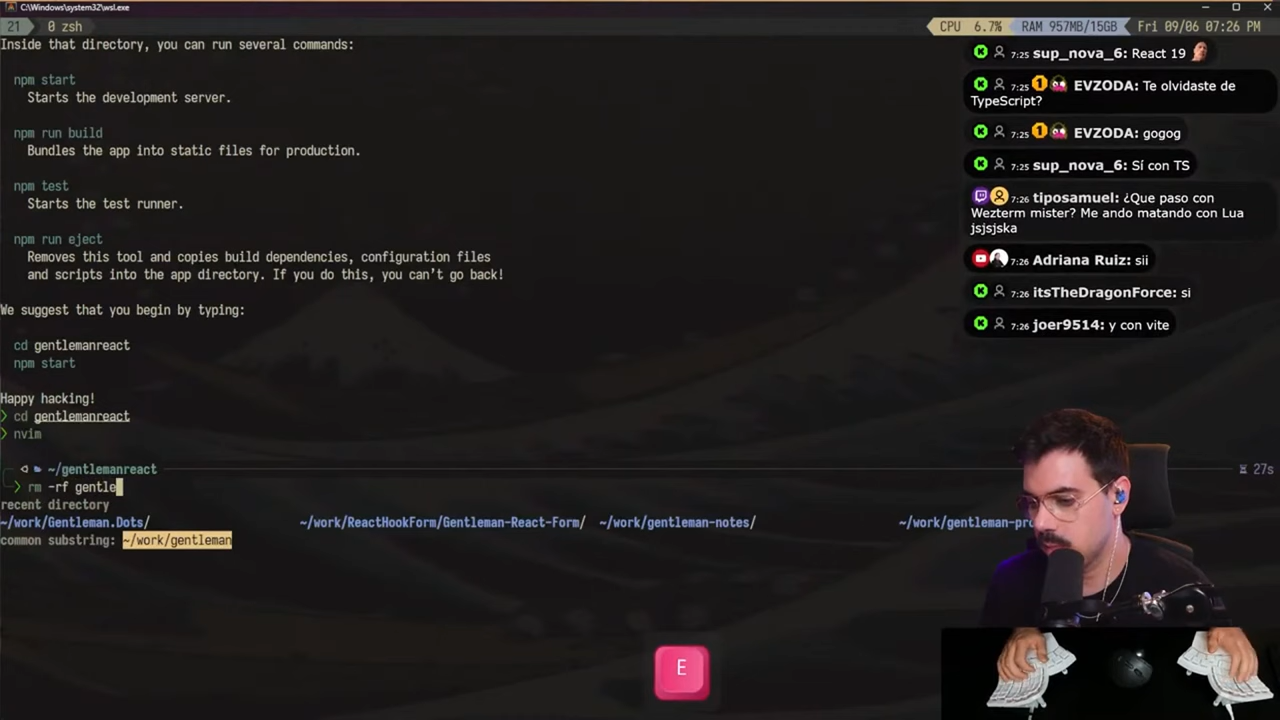 C:\Windows\system32\wsl.exe
21 0 zsh
CPU 6.7% RAM 957MB/15GB Fri 09/06 07:26 PM
Inside that directory, you can run several commands:
npm start
Starts the development server.
npm run build
Bundles the app into static files for production.
npm test
Starts the test runner.
npm run eject
Removes this tool and copies build dependencies, configuration files
and scripts into the app directory. If you do this, you can't go back!
We suggest that you begin by typing:
cd gentlemanreact
npm start
Happy hacking!
> cd gentlemanreact
> nvim
~/gentlemanreact
27s
> rm -rf gentle
recent directory
~/work/Gentleman.Dots/ ~/work/ReactHookForm/Gentleman-React-Form/ ~/work/gentleman-notes/ ~/work/gentleman-pro
common substring: ~/work/gentleman
7:25 sup_nova_6: React 19
7:25 1 EVZODA: Te olvidaste de
TypeScript?
7:25 1 EVZODA: gogog
7:25 sup_nova_6: Sí con TS
7:26 tiposamuel: ¿Que paso con
Wezterm mister? Me ando matando con Lua
jsjsjska
7:26 Adriana Ruiz: sii
7:26 itsTheDragonForce: si
7:26 joer9514: y con vite
E